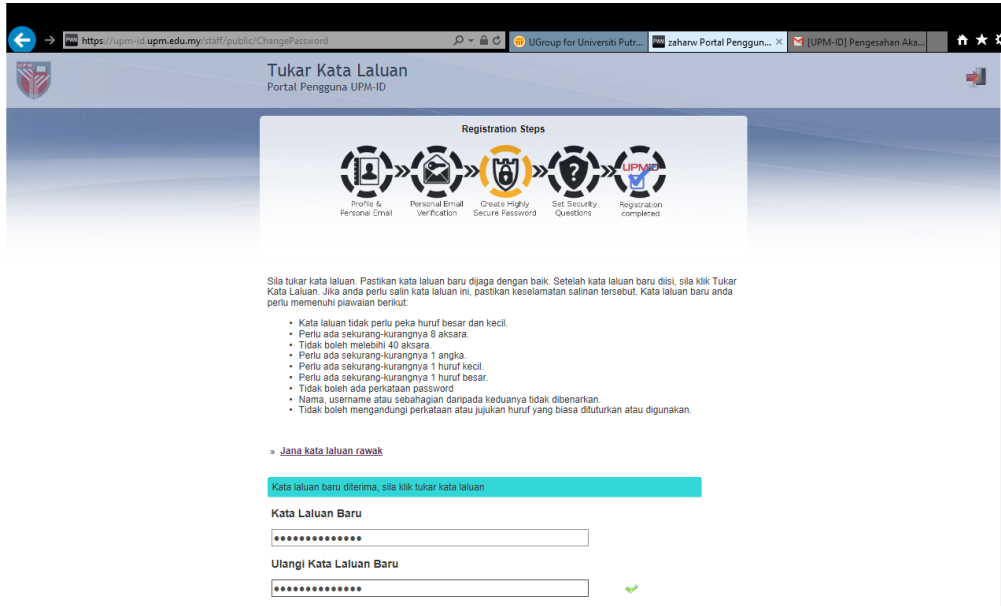 https://upm-id.upm.edu.my/staff/public/ChangePassword
UGroup for Universiti Putr...
zaharw Portal Penggun...
[UPM-ID] Pengesahan Aka...
Tukar Kata Laluan
Portal Pengguna UPM-ID
Registration Steps
UPMID
Profile & Personal Email
Personal Email Verification
Create Highly Secure Password
Set Security Questions
Registration completed
Sila tukar kata laluan. Pastikan kata laluan baru dijaga dengan baik. Setelah kata laluan baru diisi, sila klik Tukar
Kata Laluan. Jika anda perlu salin kata laluan ini, pastikan keselamatan salinan tersebut. Kata laluan baru anda
perlu memenuhi piawaian berikut:
• Kata laluan tidak perlu peka huruf besar dan kecil.
• Perlu ada sekurang-kurangnya 8 aksara.
• Tidak boleh melebihi 40 aksara.
• Perlu ada sekurang-kurangnya 1 angka.
• Perlu ada sekurang-kurangnya 1 huruf kecil.
• Perlu ada sekurang-kurangnya 1 huruf besar.
• Tidak boleh ada perkataan password
• Nama, username atau sebahagian daripada keduanya tidak dibenarkan.
• Tidak boleh mengandungi perkataan atau jujukan huruf yang biasa dituturkan atau digunakan.
» Jana kata laluan rawak
Kata laluan baru diterima, sila klik tukar kata laluan
Kata Laluan Baru
Ulangi Kata Laluan Baru